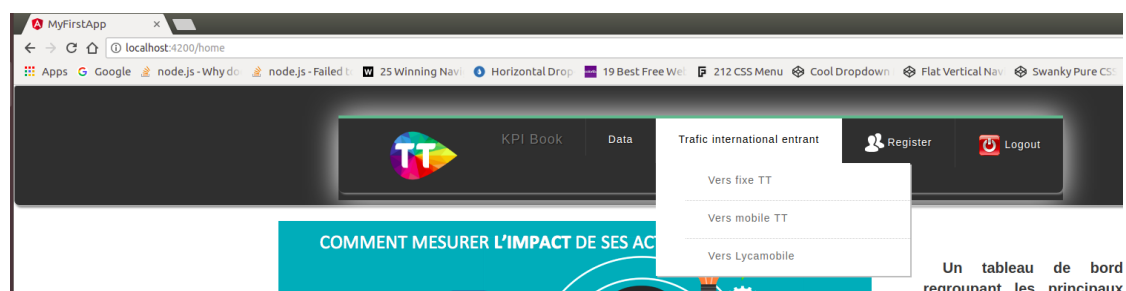 MyFirstApp
localhost:4200/home
Apps Google node.js - Why do node.js - Failed t 25 Winning Navi Horizontal Drop 19 Best Free We 212 CSS Menu Cool Dropdown Flat Vertical Nav Swanky Pure CSS
TT KPI Book Data Trafic international entrant Register Logout
Vers fixe TT
Vers mobile TT
Vers Lycamobile
COMMENT MESURER L'IMPACT DE SES AC
Un tableau de bord
regroupant les principaux